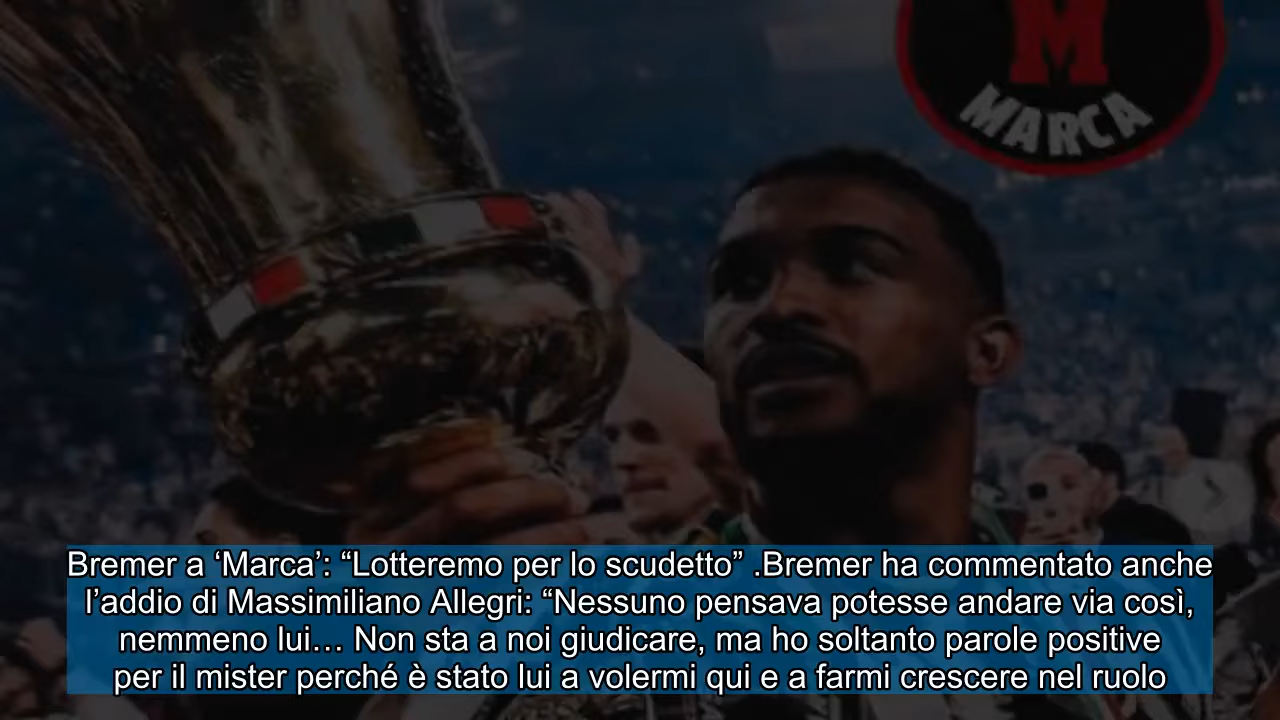 M
MARCA
Bremer a ‘Marca’: “Lotteremo per lo scudetto” .Bremer ha commentato anche
l’addio di Massimiliano Allegri: “Nessuno pensava potesse andare via così,
nemmeno lui… Non sta a noi giudicare, ma ho soltanto parole positive
per il mister perché è stato lui a volermi qui e a farmi crescere nel ruolo